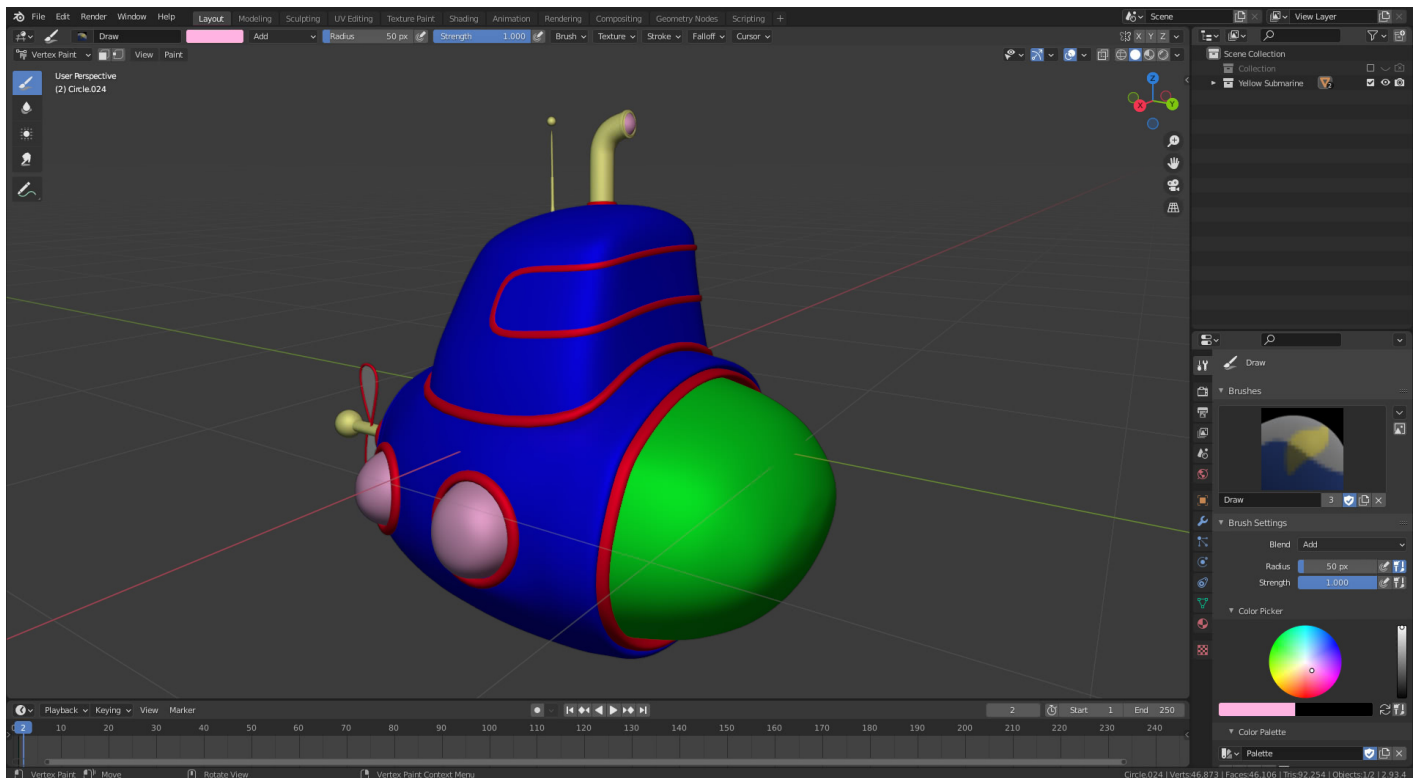 File Edit Render Window Help Layout Modeling Sculpting UV Editing Texture Paint Shading Animation Rendering Compositing Geometry Nodes Scripting + Scene View Layer
Draw Add Radius 50 px Strength 1.000 Brush Texture Stroke Falloff Cursor X Y Z
Vertex Paint View Paint
User Perspective
(2) Circle.024
Z
X
Y
Scene Collection
Collection
Yellow Submarine 2
Draw
Brushes
Draw 3
Brush Settings
Blend Add
Radius 50 px
Strength 1.000
Color Picker
Color Palette
Palette
Playback Keying View Marker 2 Start 1 End 250
2 10 20 30 40 50 60 70 80 90 100 110 120 130 140 150 160 170 180 190 200 210 220 230 240
Vertex Paint Move Rotate View Vertex Paint Context Menu Circle.024 | Verts:46,873 | Faces:46,106 | Tris:92,254 | Objects:1/2 | 2.93.4